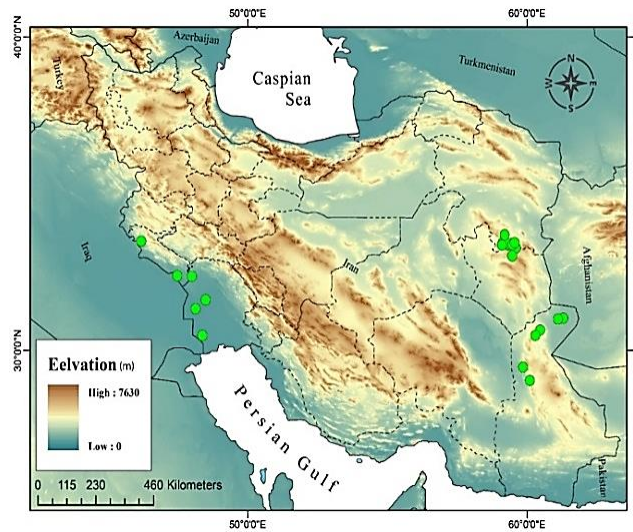 50°0'0"E
60°0'0"E
40°0'0"N
Azerbaijan
Turkey
Caspian
Sea
Turkmenistan
N
W
E
S
Iraq
Iran
Afghanistan
30°0'0"N
Eelvation (m)
High : 7630
Low : 0
Persian Gulf
Pakistan
0 115 230 460 Kilometers
50°0'0"E
60°0'0"E